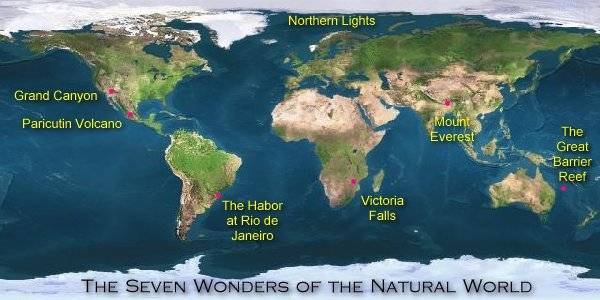 Northern Lights
Grand Canyon
Paricutin Volcano
Mount
Everest
The
Great
Barrier
Reef
The Habor
at Rio de
Janeiro
Victoria
Falls
The Seven Wonders of the Natural World